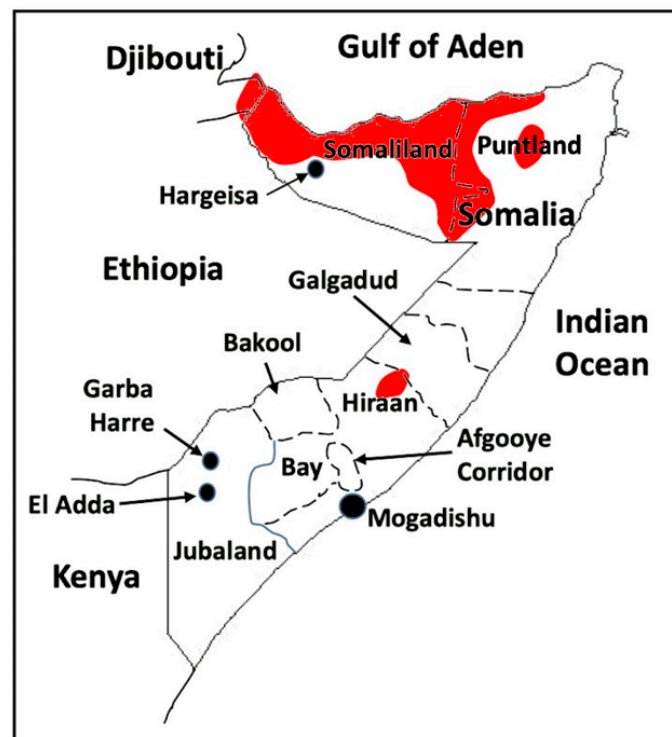 Gulf of Aden
Djibouti
Somaliland
Puntland
Hargeisa
Somalia
Ethiopia
Galgadud
Indian
Ocean
Bakool
Garba
Harre
Hiraan
Afgooye
Corridor
Bay
El Adda
Mogadishu
Jubaland
Kenya